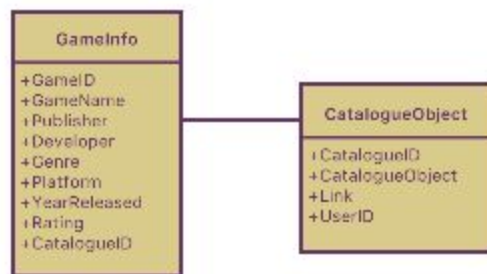 GameInfo
+GameID
+GameName
+Publisher
+Developer
+Genre
+Platform
+YearReleased
+Rating
+CatalogueID
CatalogueObject
+CatalogueID
+CatalogueObject
+Link
+UserID